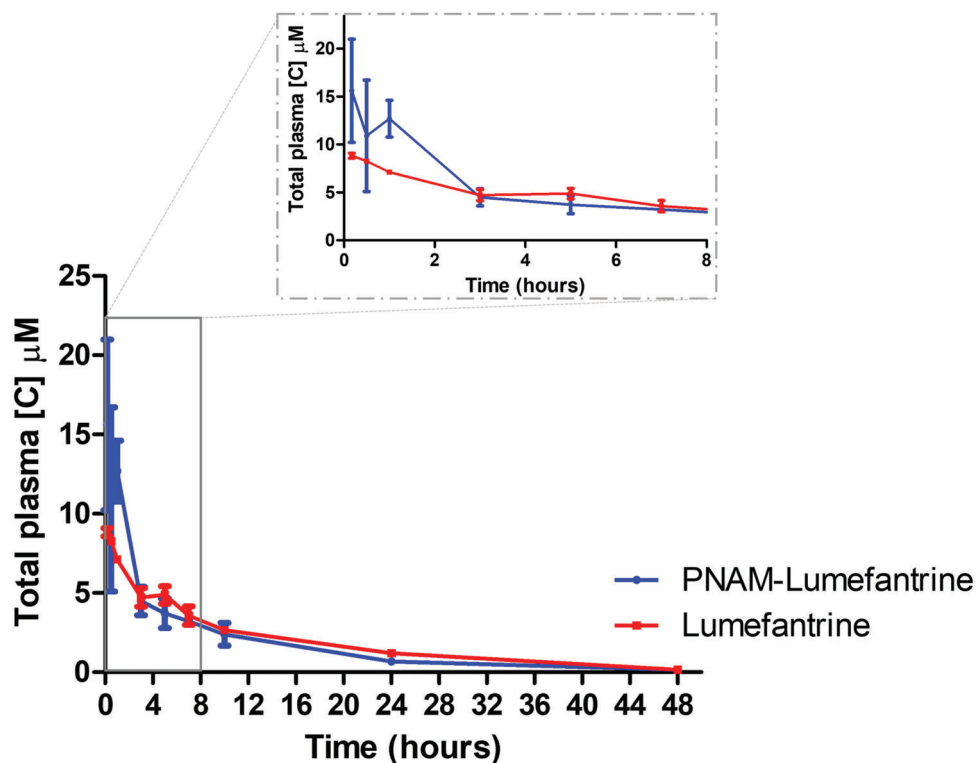 Total plasma [C] μM
20
15
10
5
0
0 2 4 6 8
Time (hours)
Total plasma [C] μM
25
20
15
10
5
0
0 4 8 12 16 20 24 28 32 36 40 44 48
Time (hours)
PNAM-Lumefantrine
Lumefantrine